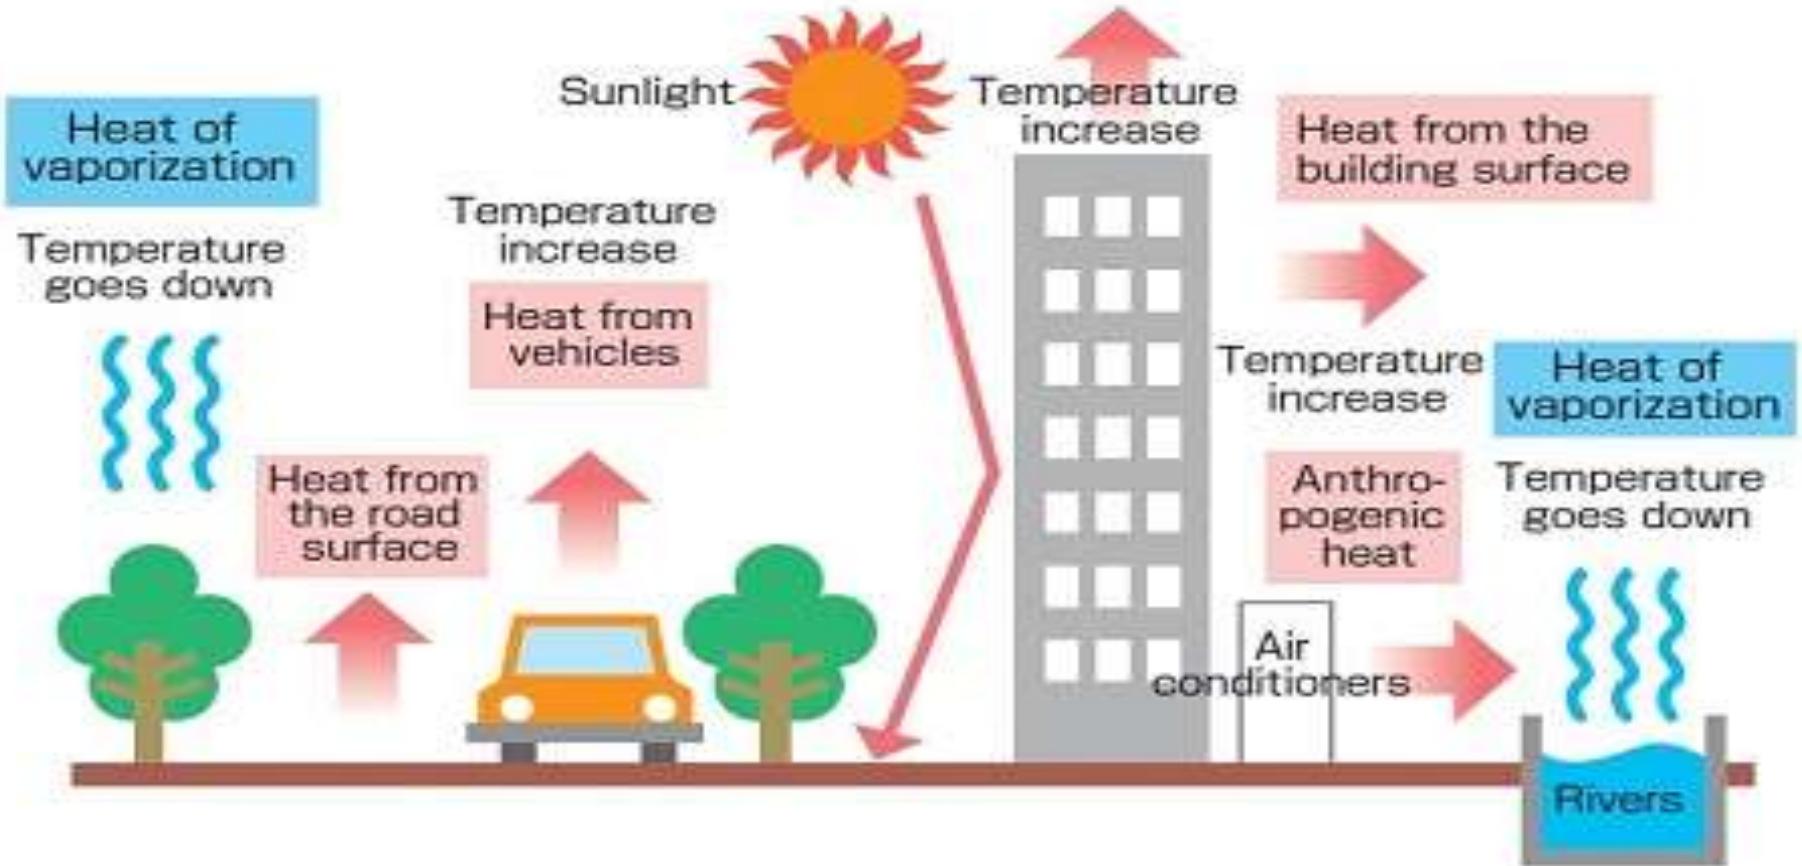 Sunlight
Temperature
increase
Heat of
vaporization
Temperature
goes down
Temperature
increase
Heat from
vehicles
Heat from
the road
surface
Heat from the
building surface
Temperature
increase
Heat of
vaporization
Anthro-
pogenic
heat
Temperature
goes down
Air
conditioners
Rivers